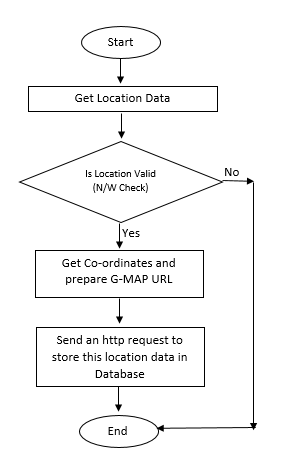 Start
Get Location Data
Is Location Valid
(N/W Check)
No
Yes
Get Co-ordinates and
prepare G-MAP URL
Send an http request to
store this location data in
Database
End